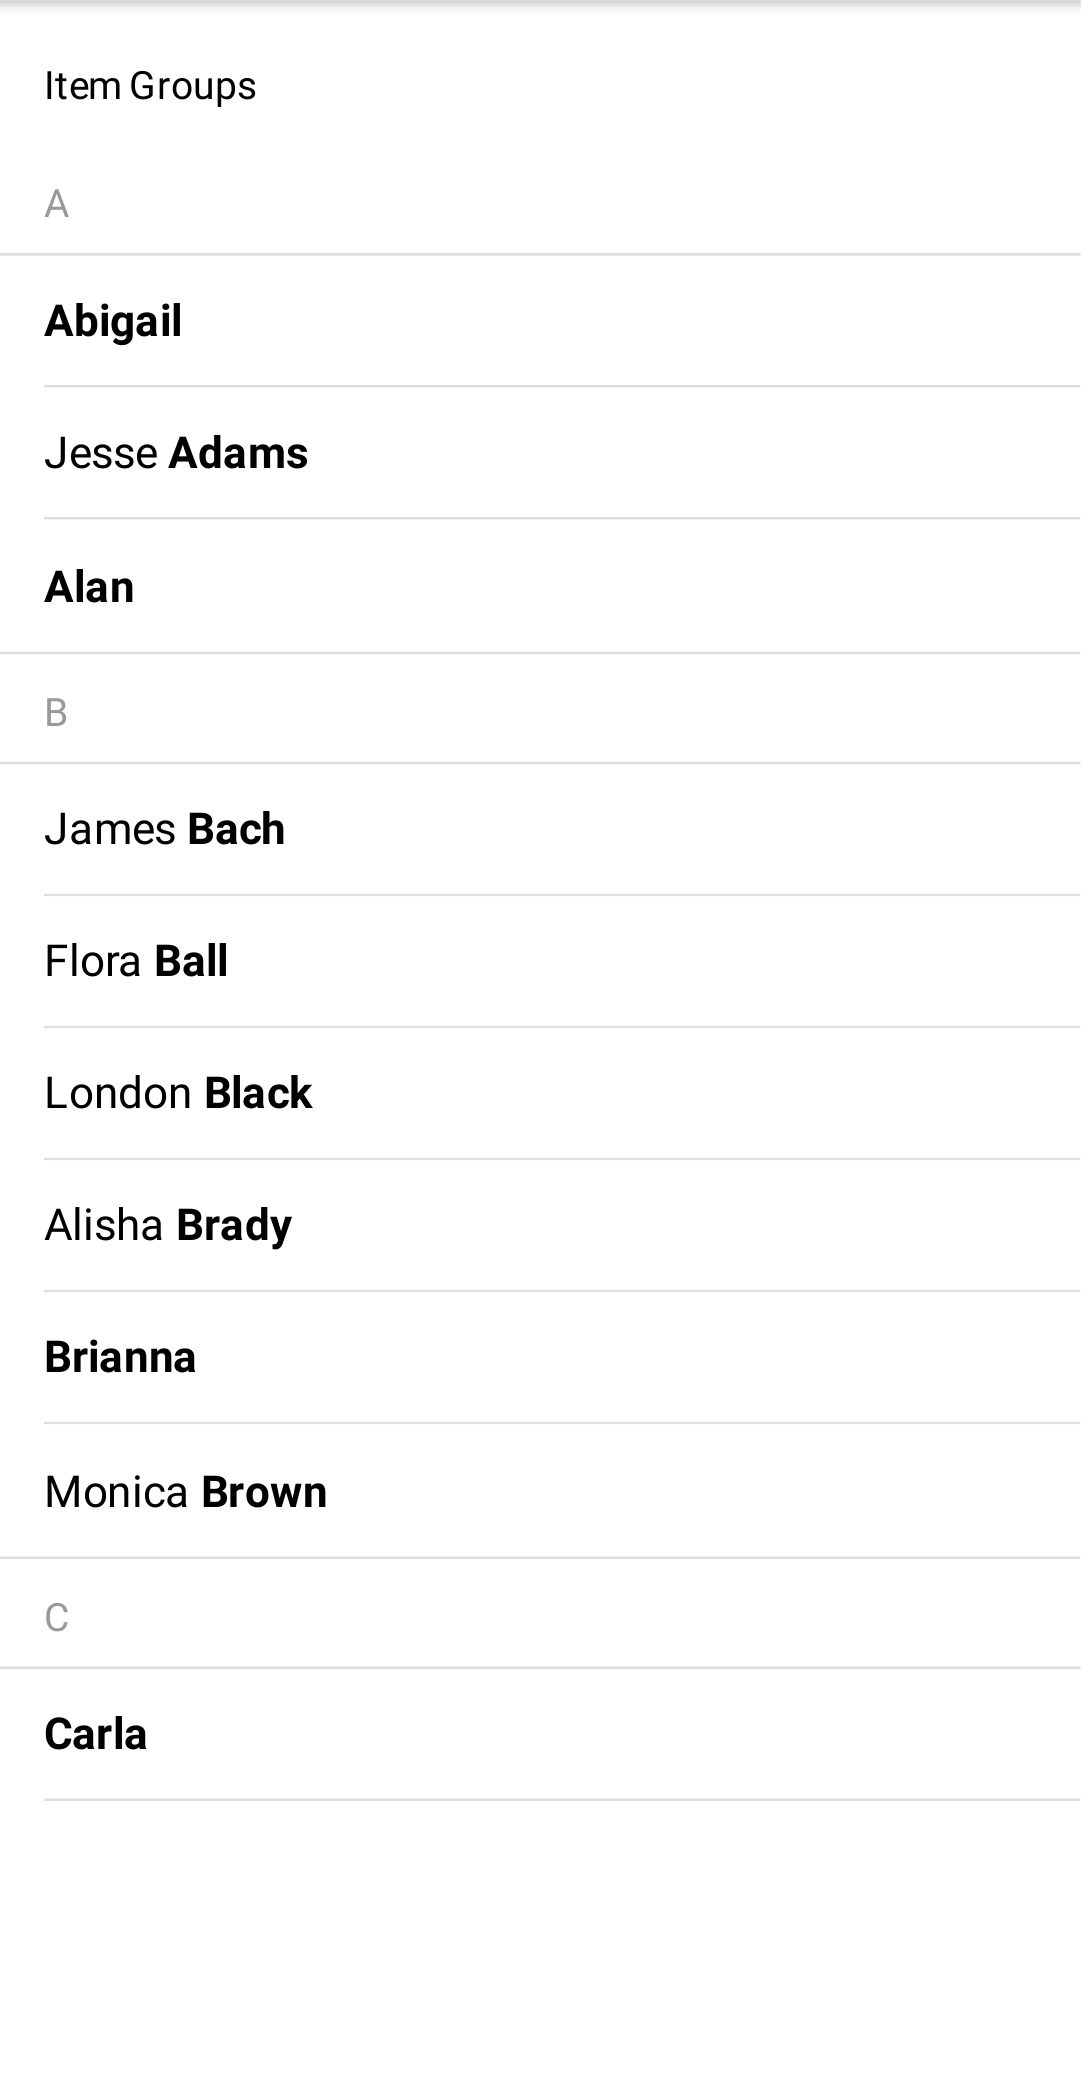 Item Groups
A
Abigail
Jesse Adams
Alan
B
James Bach
Flora Ball
London Black
Alisha Brady
Brianna
Monica Brown
C
Carla